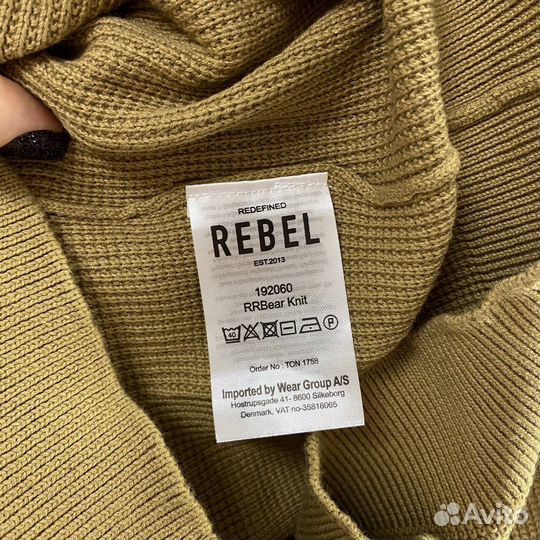 REDEFINED
REBEL
EST.2013
192060
RRBear Knit
40 P
Order No : TON 1758
Imported by Wear Group A/S
Hostrupsgade 41- 8600 Silkeborg
Denmark, VAT no-35818065
Avito